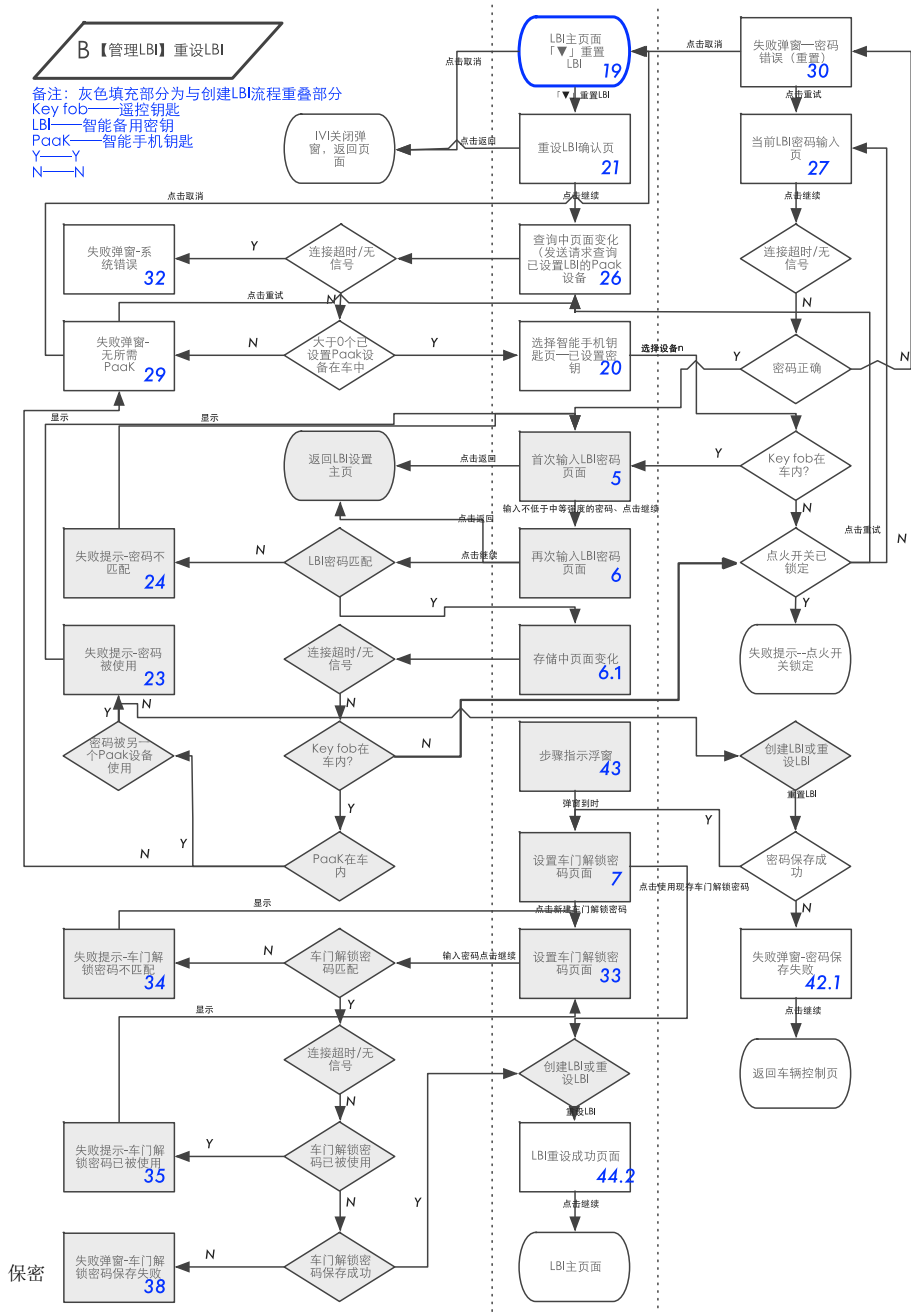 B 【管理LBI】重设LBI
备注：灰色填充部分为与创建LBI流程重叠部分
Key fob——遥控钥匙
LBI——智能备用密钥
PaaK——智能手机钥匙
Y——Y
N——N
LBI主页面
「▼」重置
LBI
19
点击取消
点击取消
失败弹窗—密码
错误（重置）
30
「▼」重置LBI
点击重试
IVI关闭弹
窗，返回页
面
点击返回
重设LBI确认页
21
当前LBI密码输入
页
27
点击取消
点击继续
点击继续
失败弹窗-系
统错误
32
Y
连接超时/无
信号
查询中页面变化
（发送请求查询
已设置LBI的Paak
设备
26
连接超时/无
信号
N
点击重试
N
N
失败弹窗-
无所需
PaaK
29
N
大于0个已
设置Paak设
备在车中
Y
选择智能手机钥
匙页—已设置密
钥
20
选择设备n
Y
密码正确
N
显示
显示
返回LBI设置
主页
点击返回
首次输入LBI密码
页面
5
Y
Key fob在
车内?
输入不低于中等强度的密码、点击继续
N
点击返回
点击重试
N
失败提示-密码不
匹配
24
N
LBI密码匹配
点击继续
再次输入LBI密码
页面
6
点火开关已
锁定
Y
Y
失败提示-密码
被使用
23
连接超时/无
信号
存储中页面变化
6.1
失败提示--点火开
关锁定
Y
N
N
密码被另一
个Paak设备
使用
Key fob在
车内?
N
步骤指示浮窗
43
创建LBI或重
设LBI
重置LBI
Y
弹窗到时
Y
Y
N
PaaK在车
内
设置车门解锁密
码页面
7
点击使用现存车门解锁密码
密码保存成
功
显示
点击新建车门解锁密码
N
失败提示-车门解
锁密码不匹配
34
N
车门解锁密
码匹配
输入密码点击继续
设置车门解锁密
码页面
33
失败弹窗-密码保
存失败
42.1
显示
Y
点击继续
连接超时/无
信号
创建LBI或重
设LBI
返回车辆控制页
N
重设LBI
失败提示-车门解
锁密码已被使用
35
Y
车门解锁密
码已被使用
LBI重设成功页面
44.2
N
Y
点击继续
失败弹窗-车门解
锁密码保存失败
38
N
车门解锁密
码保存成功
LBI主页面
保密